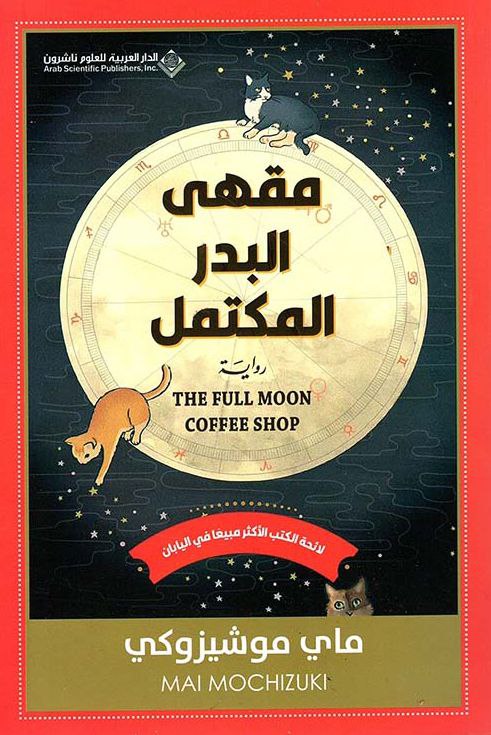 الدار العربية للعلوم ناشرون
Arab Scientific Publishers, Inc.
مقهى
البدر
المكتمل
رواية
THE FULL MOON
COFFEE SHOP
لائحة الكتب الأكثر مبيعًا في اليابان
ماي موشيزوكي
MAI MOCHIZUKI